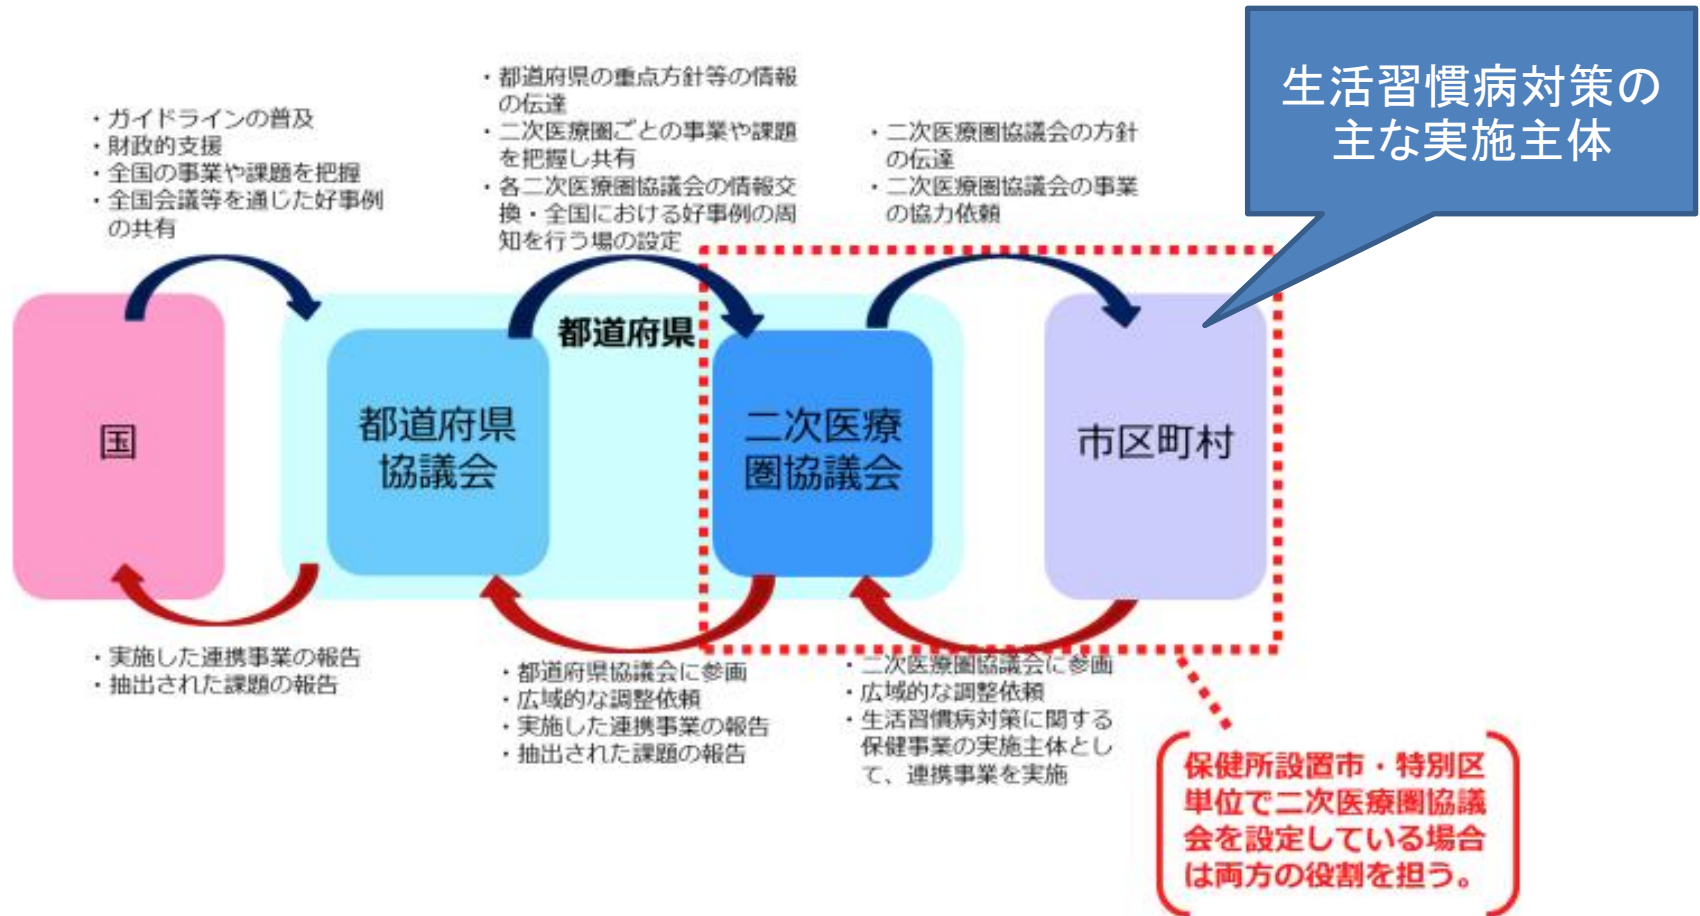 生活習慣病対策の
主な実施主体
・ガイドラインの普及
・財政的支援
・全国の事業や課題を把握
・全国会議等を通じた好事例
の共有
・都道府県の重点方針等の情報
の伝達
・二次医療圏ごとの事業や課題
を把握し共有
・各二次医療圏協議会の情報交
換・全国における好事例の周
知を行う場の設定
・二次医療圏協議会の方針
の伝達
・二次医療圏協議会の事業
の協力依頼
都道府県
国
都道府県
協議会
二次医療
圏協議会
市区町村
・実施した連携事業の報告
・抽出された課題の報告
・都道府県協議会に参画
・広域的な調整依頼
・実施した連携事業の報告
・抽出された課題の報告
・二次医療圏協議会に参画
・広域的な調整依頼
・生活習慣病対策に関する
保健事業の実施主体とし
て、連携事業を実施
保健所設置市・特別区
単位で二次医療圏協議
会を設定している場合
は両方の役割を担う。